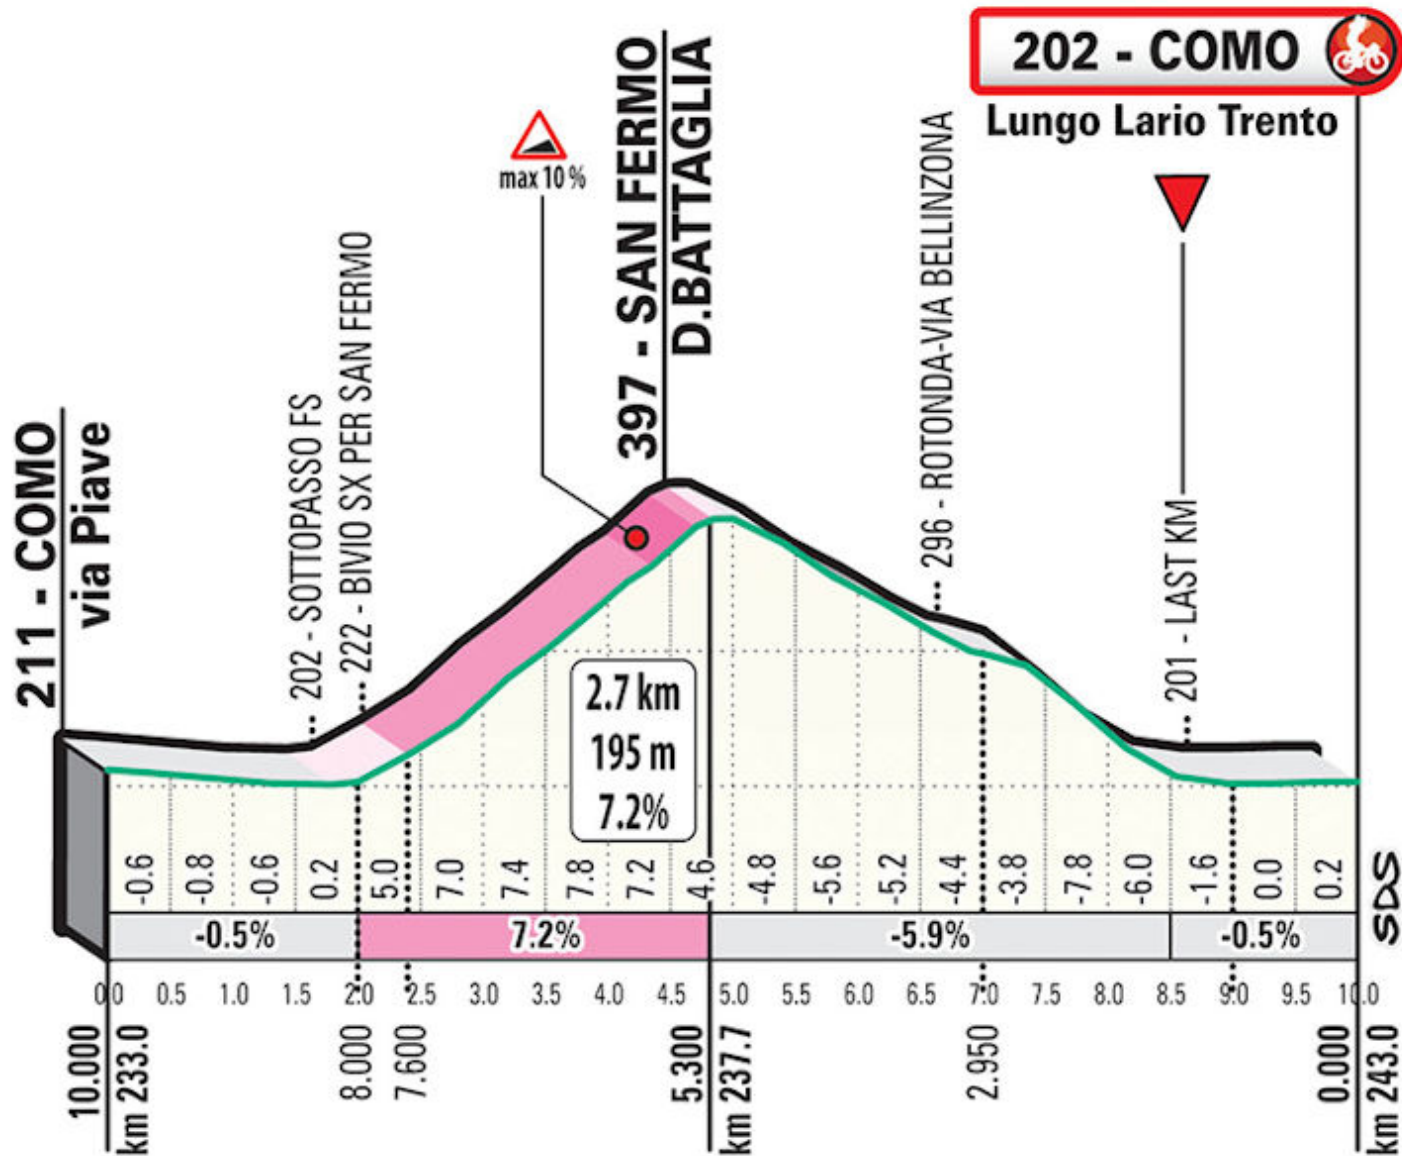 202 - COMO
Lungo Lario Trento
max 10 %
397 - SAN FERMO
D.BATTAGLIA
296 - ROTONDA-VIA BELLINZONA
222 - BIVIO SX PER SAN FERMO
202 - SOTTOPASSO FS
211 - COMO
via Piave
201 - LAST KM
2.7 km
195 m
7.2%
-0.6 -0.8 -0.6 0.2 5.0 7.0 7.4 7.8 7.2 4.6 -4.8 -5.6 -5.2 -4.4 -3.8 -7.8 -6.0 -1.6 0.0 0.2
-0.5% 7.2% -5.9% -0.5%
SDS
0.0 0.5 1.0 1.5 2.0 2.5 3.0 3.5 4.0 4.5 5.0 5.5 6.0 6.5 7.0 7.5 8.0 8.5 9.0 9.5 10.0
10.000 8.000 7.600 5.300 2.950 0.000
km 233.0 km 237.7 km 243.0